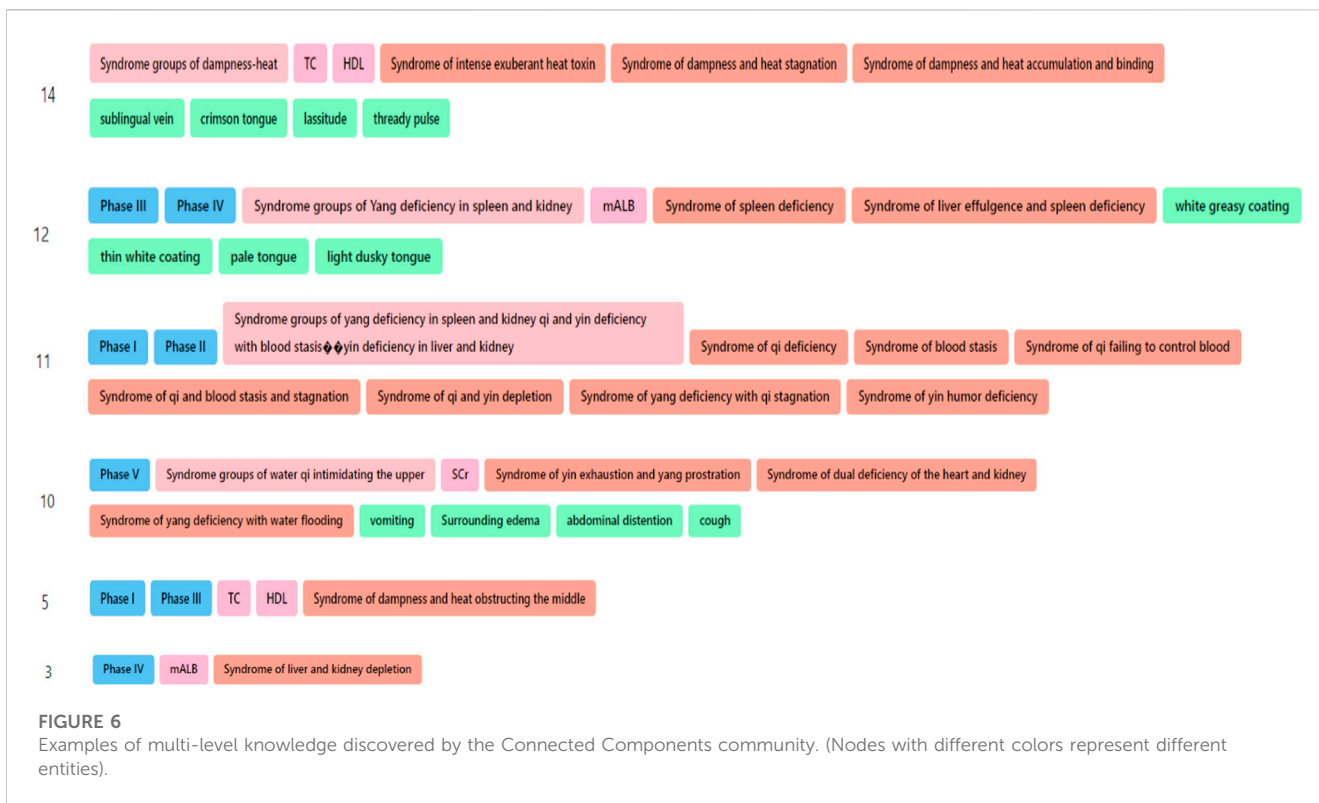 14
Syndrome groups of dampness-heat TC HDL Syndrome of intense exuberant heat toxin Syndrome of dampness and heat stagnation Syndrome of dampness and heat accumulation and binding
sublingual vein crimson tongue lassitude thready pulse
12
Phase III Phase IV Syndrome groups of Yang deficiency in spleen and kidney mALB Syndrome of spleen deficiency Syndrome of liver effulgence and spleen deficiency white greasy coating
thin white coating pale tongue light dusky tongue
11
Phase I Phase II Syndrome groups of yang deficiency in spleen and kidney qi and yin deficiency
with blood stasis��yin deficiency in liver and kidney Syndrome of qi deficiency Syndrome of blood stasis Syndrome of qi failing to control blood
Syndrome of qi and blood stasis and stagnation Syndrome of qi and yin depletion Syndrome of yang deficiency with qi stagnation Syndrome of yin humor deficiency
10
Phase V Syndrome groups of water qi intimidating the upper SCr Syndrome of yin exhaustion and yang prostration Syndrome of dual deficiency of the heart and kidney
Syndrome of yang deficiency with water flooding vomiting Surrounding edema abdominal distention cough
5 Phase I Phase III TC HDL Syndrome of dampness and heat obstructing the middle
3 Phase IV mALB Syndrome of liver and kidney depletion
FIGURE 6
Examples of multi-level knowledge discovered by the Connected Components community. (Nodes with different colors represent different
entities).